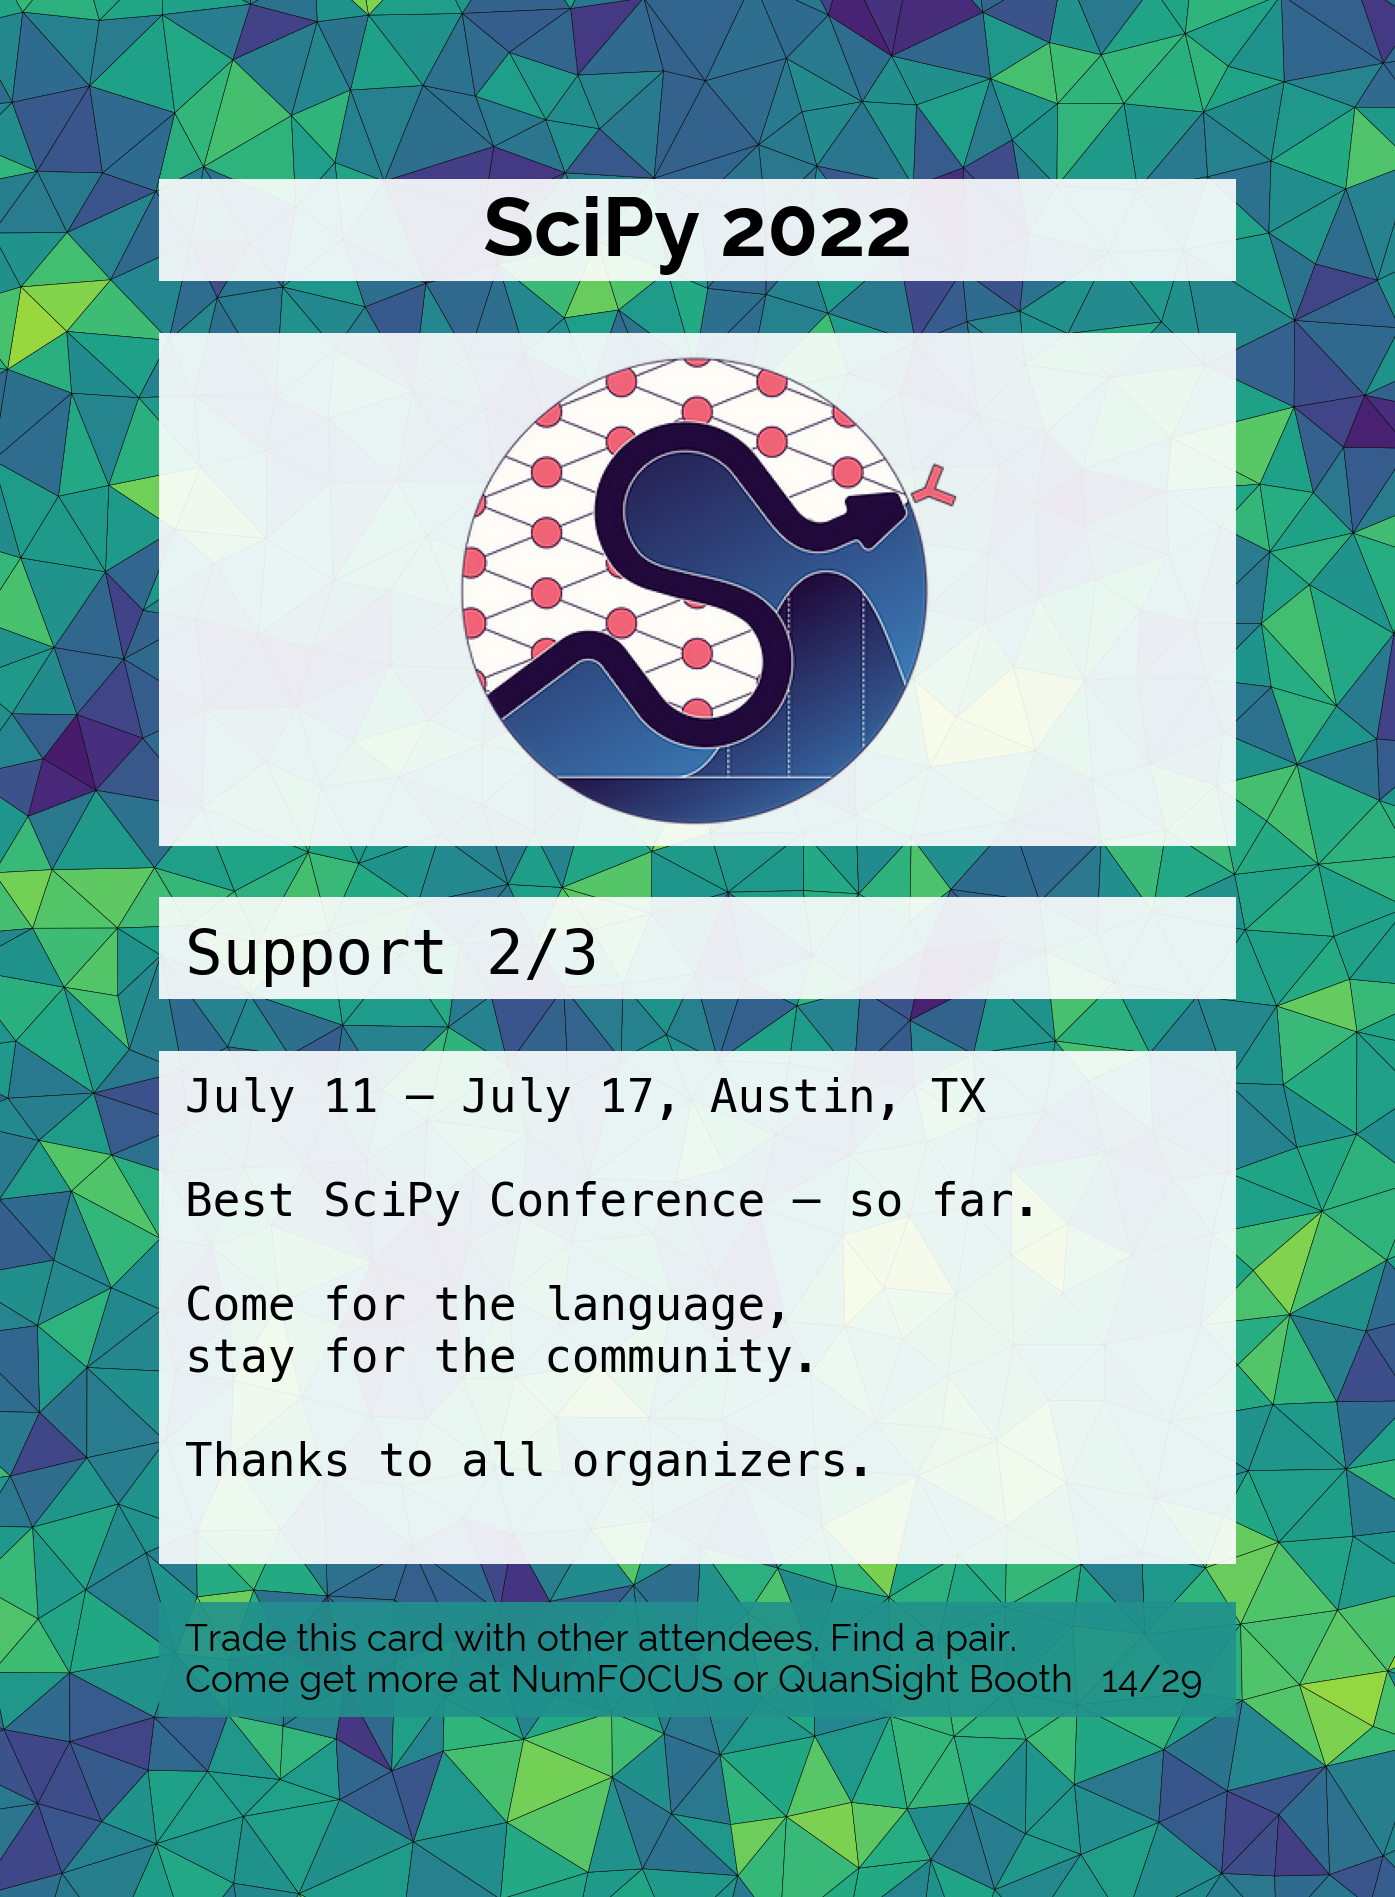 SciPy 2022
Support 2/3
July 11 – July 17, Austin, TX
Best SciPy Conference – so far.
Come for the language,
stay for the community.
Thanks to all organizers.
Trade this card with other attendees. Find a pair.
Come get more at NumFOCUS or QuanSight Booth 14/29